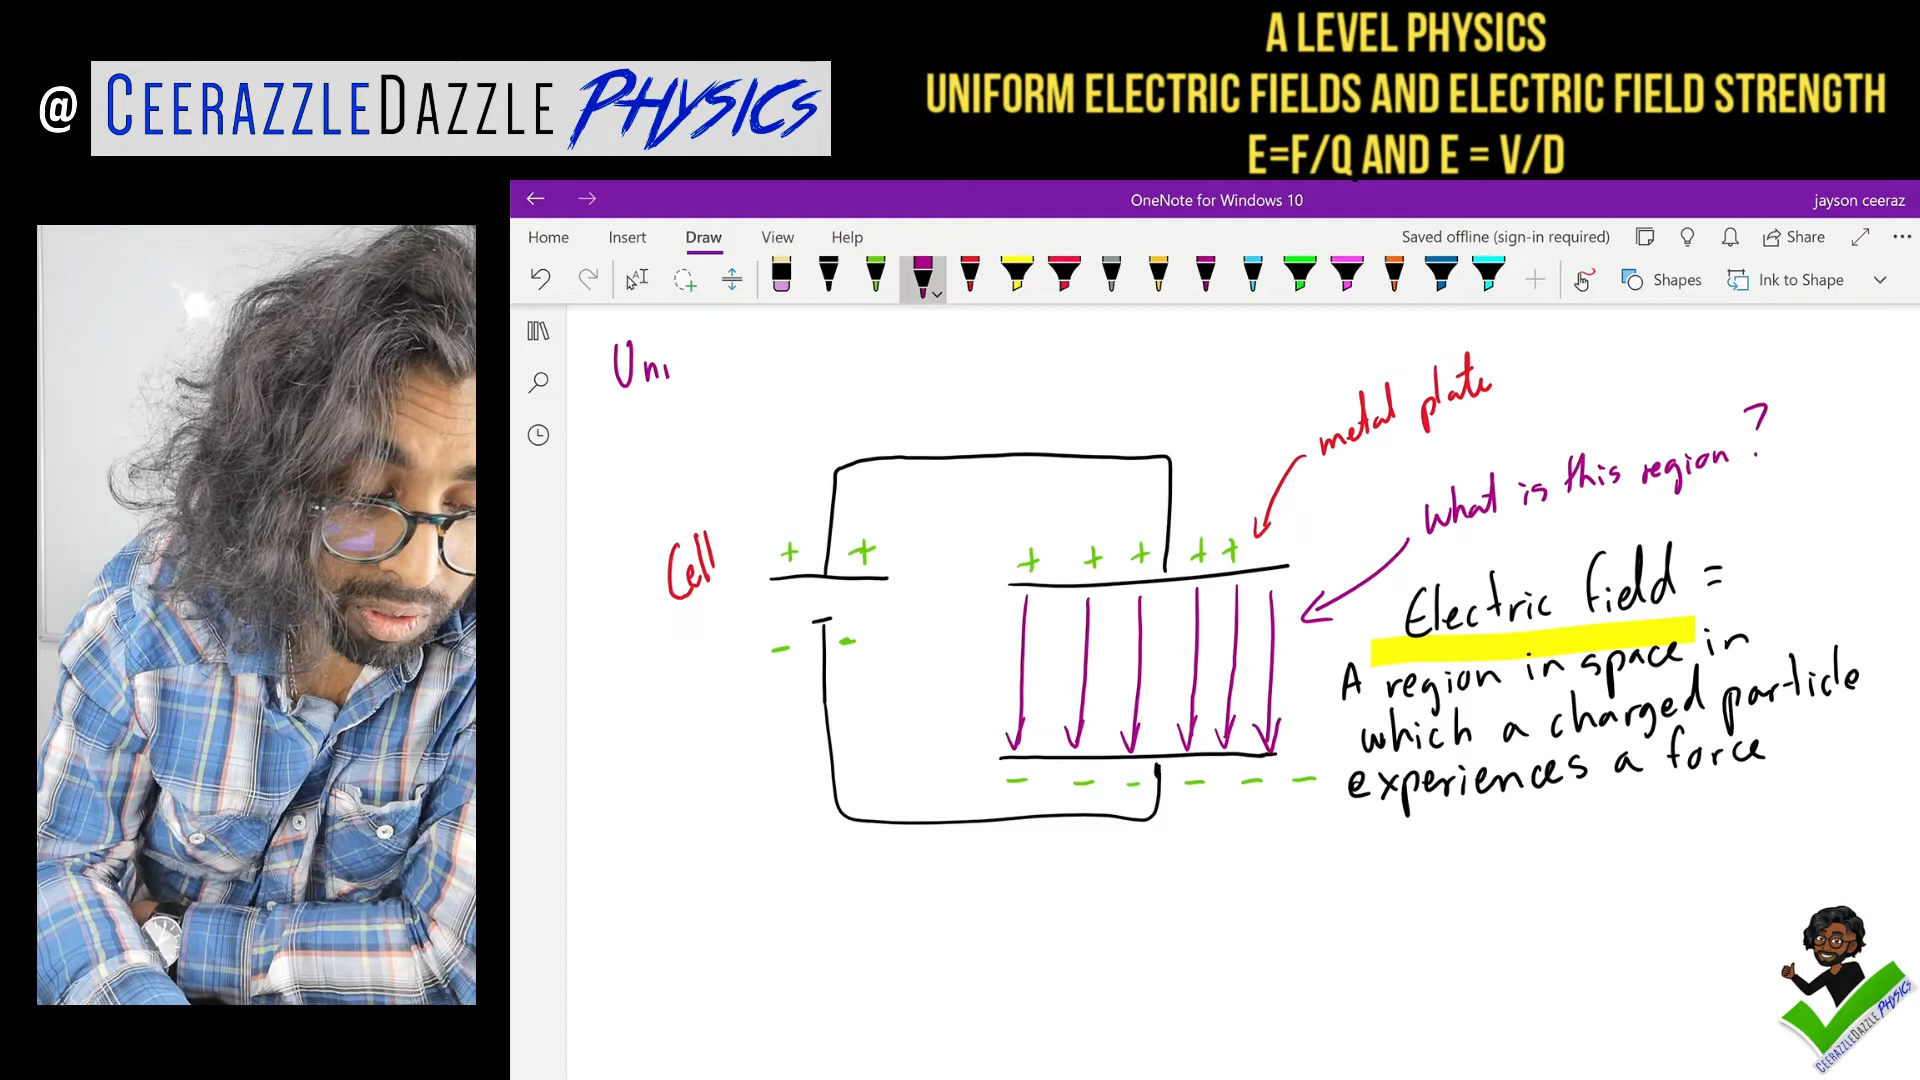 @ CEERAZZLEDAZZLE PHYSICS
A LEVEL PHYSICS
UNIFORM ELECTRIC FIELDS AND ELECTRIC FIELD STRENGTH
E=F/Q AND E = V/D
OneNote for Windows 10
jayson ceeraz
Home Insert Draw View Help
Saved offline (sign-in required)
Share
Shapes
Ink to Shape
Uni
metal plate
What is this region?
Cell
+ +
+ + + + +
- -
- - - - - -
Electric field =
A region in space in
which a charged particle
experiences a force
CEERAZZLEDAZZLE PHYSICS